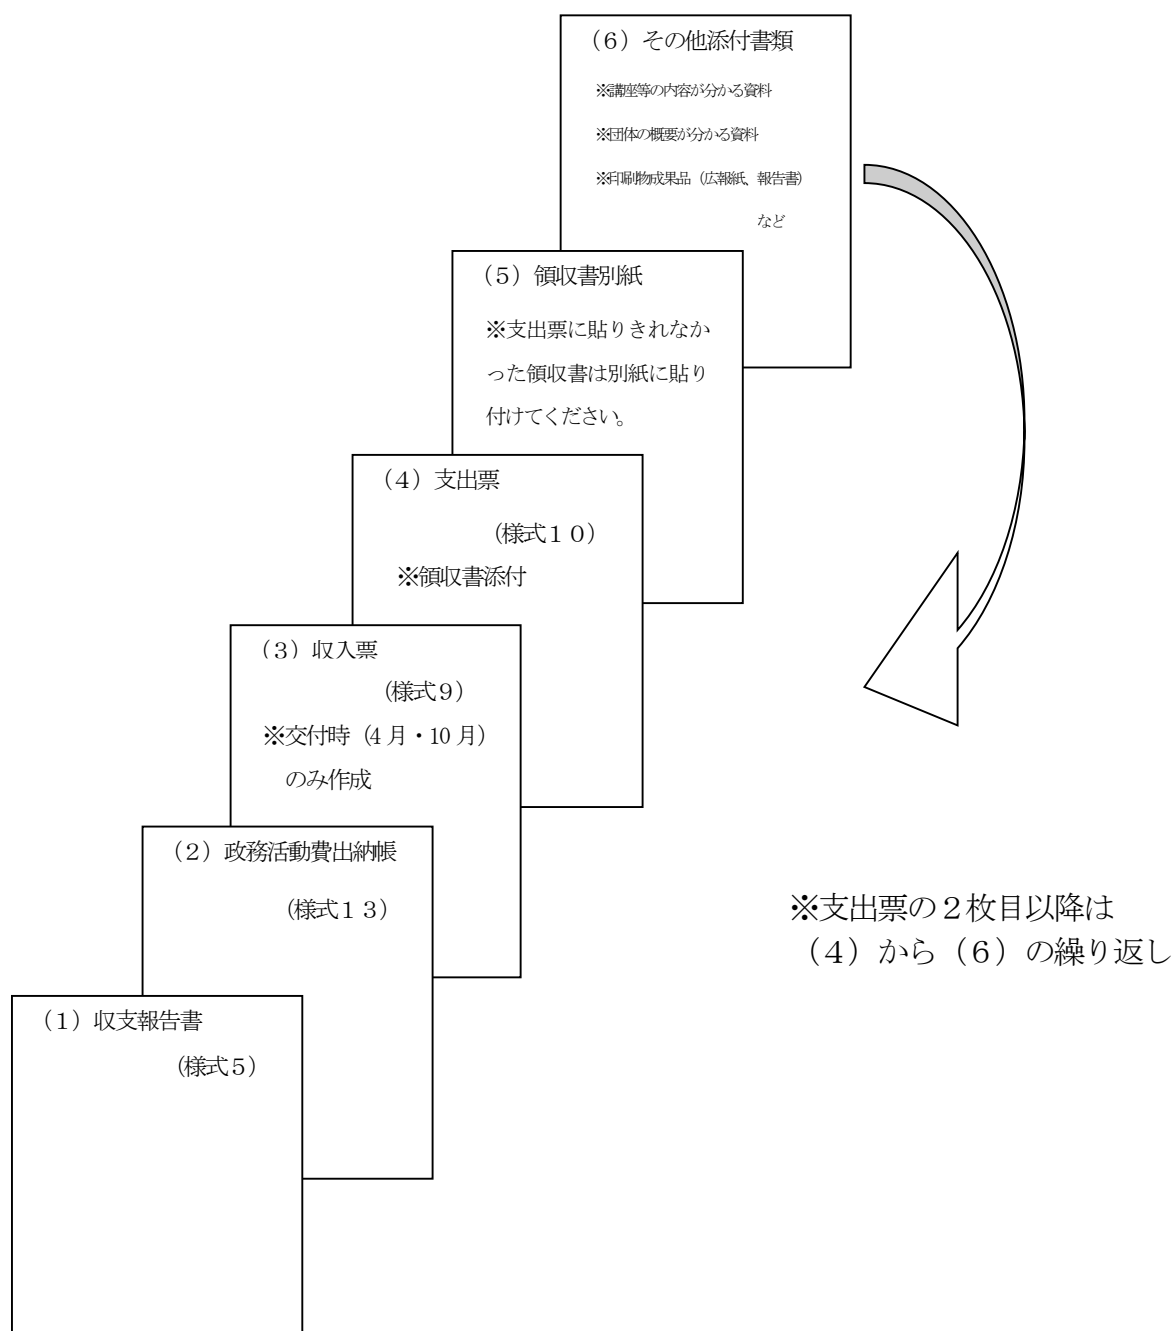 （６）その他添付書類
※講座等の内容が分かる資料
※団体の概要が分かる資料
※印刷物成果品（広報紙、報告書）
など
（５）領収書別紙
※支出票に貼りきれなか
った領収書は別紙に貼り
付けてください。
（４）支出票
（様式１０）
※領収書添付
（３）収入票
（様式９）
※交付時（4 月・10 月）
のみ作成
（２）政務活動費出納帳
（様式１３）
※支出票の２枚目以降は
（４）から（６）の繰り返し
（１）収支報告書
（様式５）